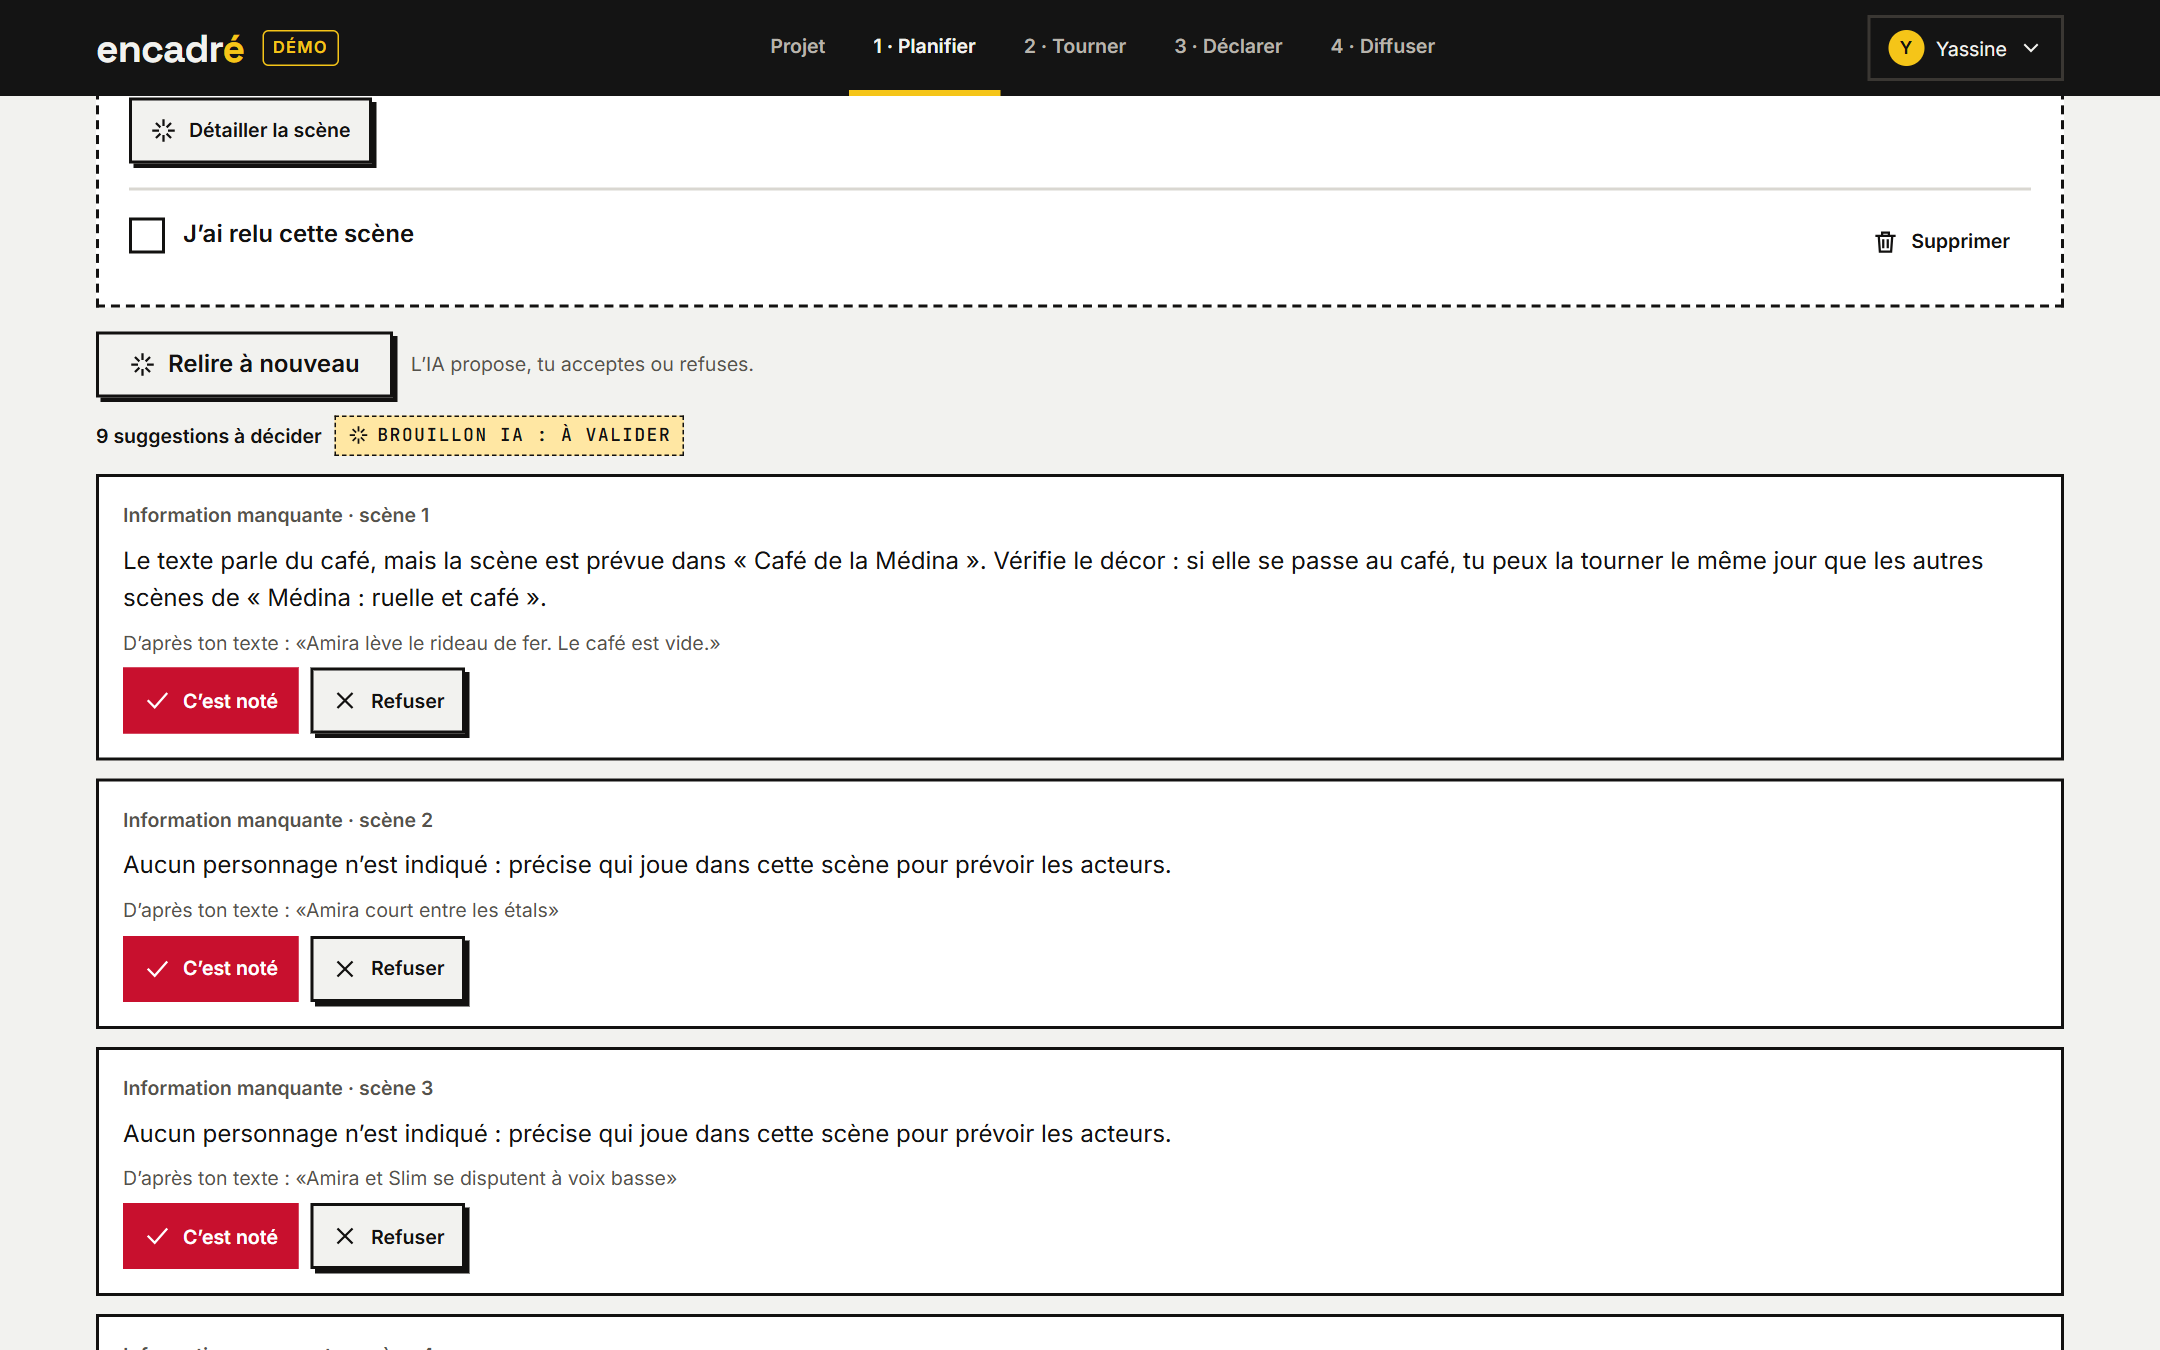 encadré DÉMO Projet 1 · Planifier 2 · Tourner 3 · Déclarer 4 · Diffuser Y Yassine
Détailler la scène
J’ai relu cette scène Supprimer
Relire à nouveau L’IA propose, tu acceptes ou refuses.
9 suggestions à décider BROUILLON IA : À VALIDER
Information manquante · scène 1
Le texte parle du café, mais la scène est prévue dans « Café de la Médina ». Vérifie le décor : si elle se passe au café, tu peux la tourner le même jour que les autres
scènes de « Médina : ruelle et café ».
D’après ton texte : «Amira lève le rideau de fer. Le café est vide.»
C’est noté Refuser
Information manquante · scène 2
Aucun personnage n’est indiqué : précise qui joue dans cette scène pour prévoir les acteurs.
D’après ton texte : «Amira court entre les étals»
C’est noté Refuser
Information manquante · scène 3
Aucun personnage n’est indiqué : précise qui joue dans cette scène pour prévoir les acteurs.
D’après ton texte : «Amira et Slim se disputent à voix basse»
C’est noté Refuser